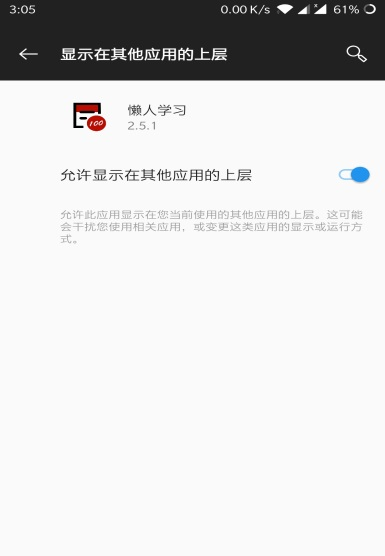 3:05 0.00 K/s 61%
显示在其他应用的上层
懒人学习
100
2.5.1
允许显示在其他应用的上层
允许此应用显示在您当前使用的其他应用的上层。这可能
会干扰您使用相关应用，或变更这类应用的显示或运行方
式。